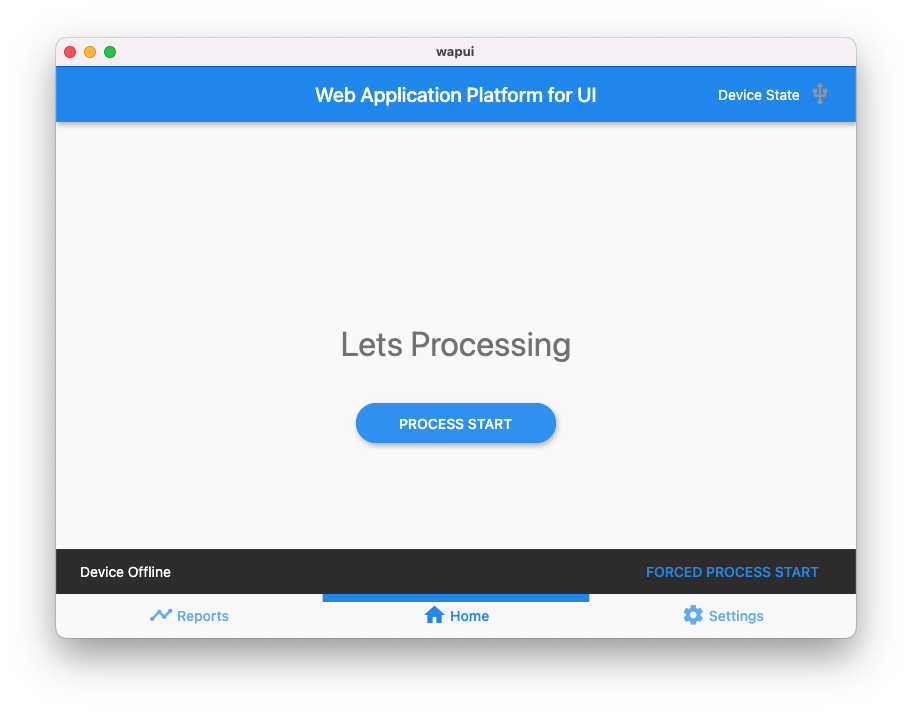 wapui
Web Application Platform for UI
Device State
Lets Processing
PROCESS START
Device Offline
FORCED PROCESS START
Reports
Home
Settings